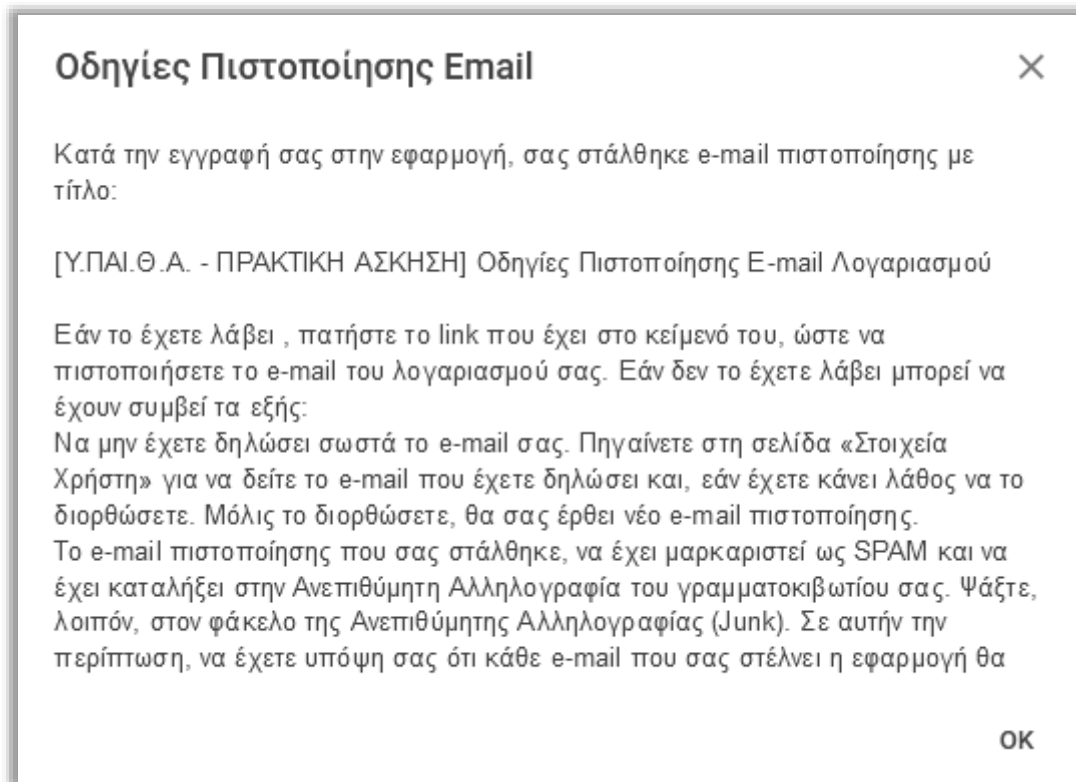 Οδηγίες Πιστοποίησης Email
Κατά την εγγραφή σας στην εφαρμογή, σας στάλθηκε e-mail πιστοποίησης με
τίτλο:
[Υ.ΠΑΙ.Θ.Α. - ΠΡΑΚΤΙΚΗ ΑΣΚΗΣΗ] Οδηγίες Πιστοποίησης E-mail Λογαριασμού
Εάν το έχετε λάβει , πατήστε το link που έχει στο κείμενό του, ώστε να
πιστοποιήσετε το e-mail του λογαριασμού σας. Εάν δεν το έχετε λάβει μπορεί να
έχουν συμβεί τα εξής:
Να μην έχετε δηλώσει σωστά το e-mail σας. Πηγαίνετε στη σελίδα «Στοιχεία
Χρήστη» για να δείτε το e-mail που έχετε δηλώσει και, εάν έχετε κάνει λάθος να το
διορθώσετε. Μόλις το διορθώσετε, θα σας έρθει νέο e-mail πιστοποίησης.
Το e-mail πιστοποίησης που σας στάλθηκε, να έχει μαρκαριστεί ως SPAM και να
έχει καταλήξει στην Ανεπιθύμητη Αλληλογραφία του γραμματοκιβωτίου σας. Ψάξτε,
λοιπόν, στον φάκελο της Ανεπιθύμητης Αλληλογραφίας (Junk). Σε αυτήν την
περίπτωση, να έχετε υπόψη σας ότι κάθε e-mail που σας στέλνει η εφαρμογή θα
OK